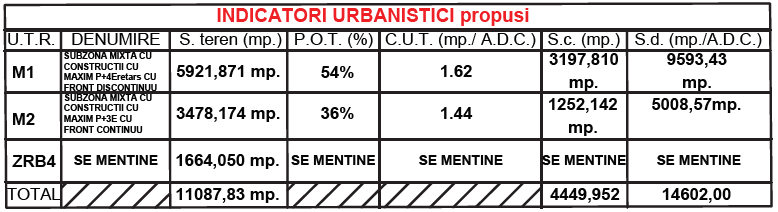 INDICATORI URBANISTICI propusi
U.T.R. DENUMIRE S. teren (mp.) P.O.T. (%) C.U.T. (mp./ A.D.C.) S.c. (mp.) S.d. (mp./A.D.C.)
M1
SUBZONA MIXTA CU
CONSTRUCTII CU
MAXIM P+4Eretars CU
FRONT DISCONTINUU
5921,871 mp.
54%
1.62
3197,810
mp.
9593,43
mp.
M2
SUBZONA MIXTA CU
CONSTRUCTII CU
MAXIM P+3E CU
FRONT CONTINUU
3478,174 mp.
36%
1.44
1252,142
mp.
5008,57mp.
ZRB4 SE MENTINE 1664,050 mp. SE MENTINE SE MENTINE SE MENTINE SE MENTINE
TOTAL 11087,83 mp. 4449,952 14602,00